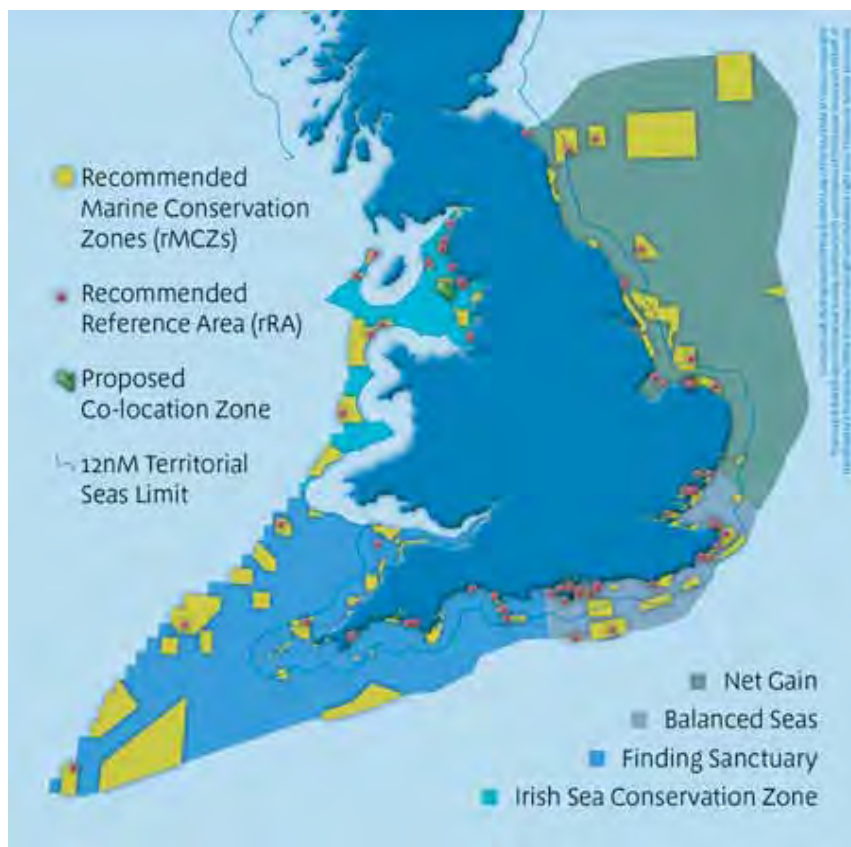 Recommended
Marine Conservation
Zones (rMCZs)
Recommended
Reference Area (rRA)
Proposed
Co-location Zone
12nM Territorial
Seas Limit
Net Gain
Balanced Seas
Finding Sanctuary
Irish Sea Conservation Zone